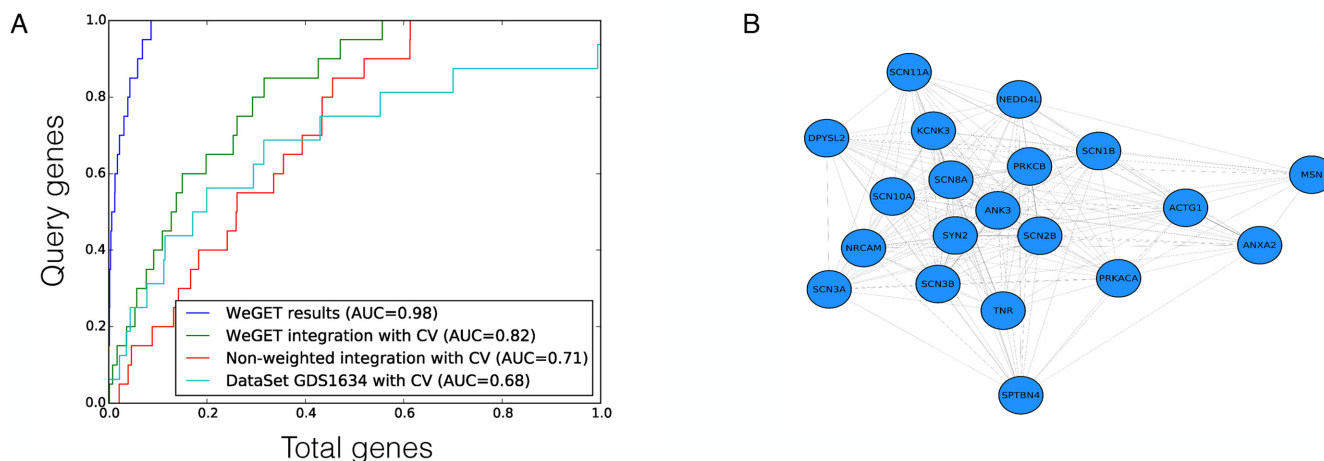 A
Query genes
1.0
0.8
0.6
0.4
0.2
0.0
0.0 0.2 0.4 0.6 0.8 1.0
Total genes
WeGET results (AUC=0.98)
WeGET integration with CV (AUC=0.82)
Non-weighted integration with CV (AUC=0.71)
DataSet GDS1634 with CV (AUC=0.68)
B
SCN11A
NEDD4L
DPYSL2
KCNK3
SCN1B
PRKCB
MSN
SCN8A
SCN10A
ANK3
ACTG1
SYN2
SCN2B
NRCAM
ANXA2
PRKACA
SCN3B
SCN3A
TNR
SPTBN4